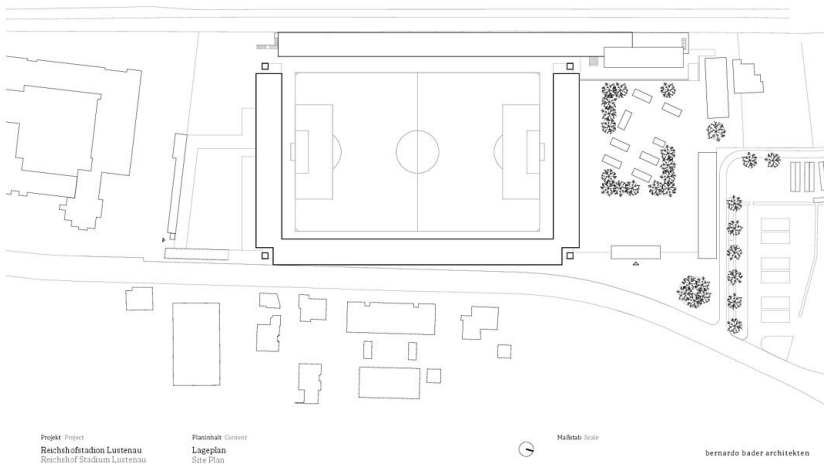 Projekt Project
Reichshofstadion Lustenau
Reichshof Stadium Lustenau
Planinhalt Content
Lageplan
Site Plan
Maßstab Scale
bernardo bader architekten